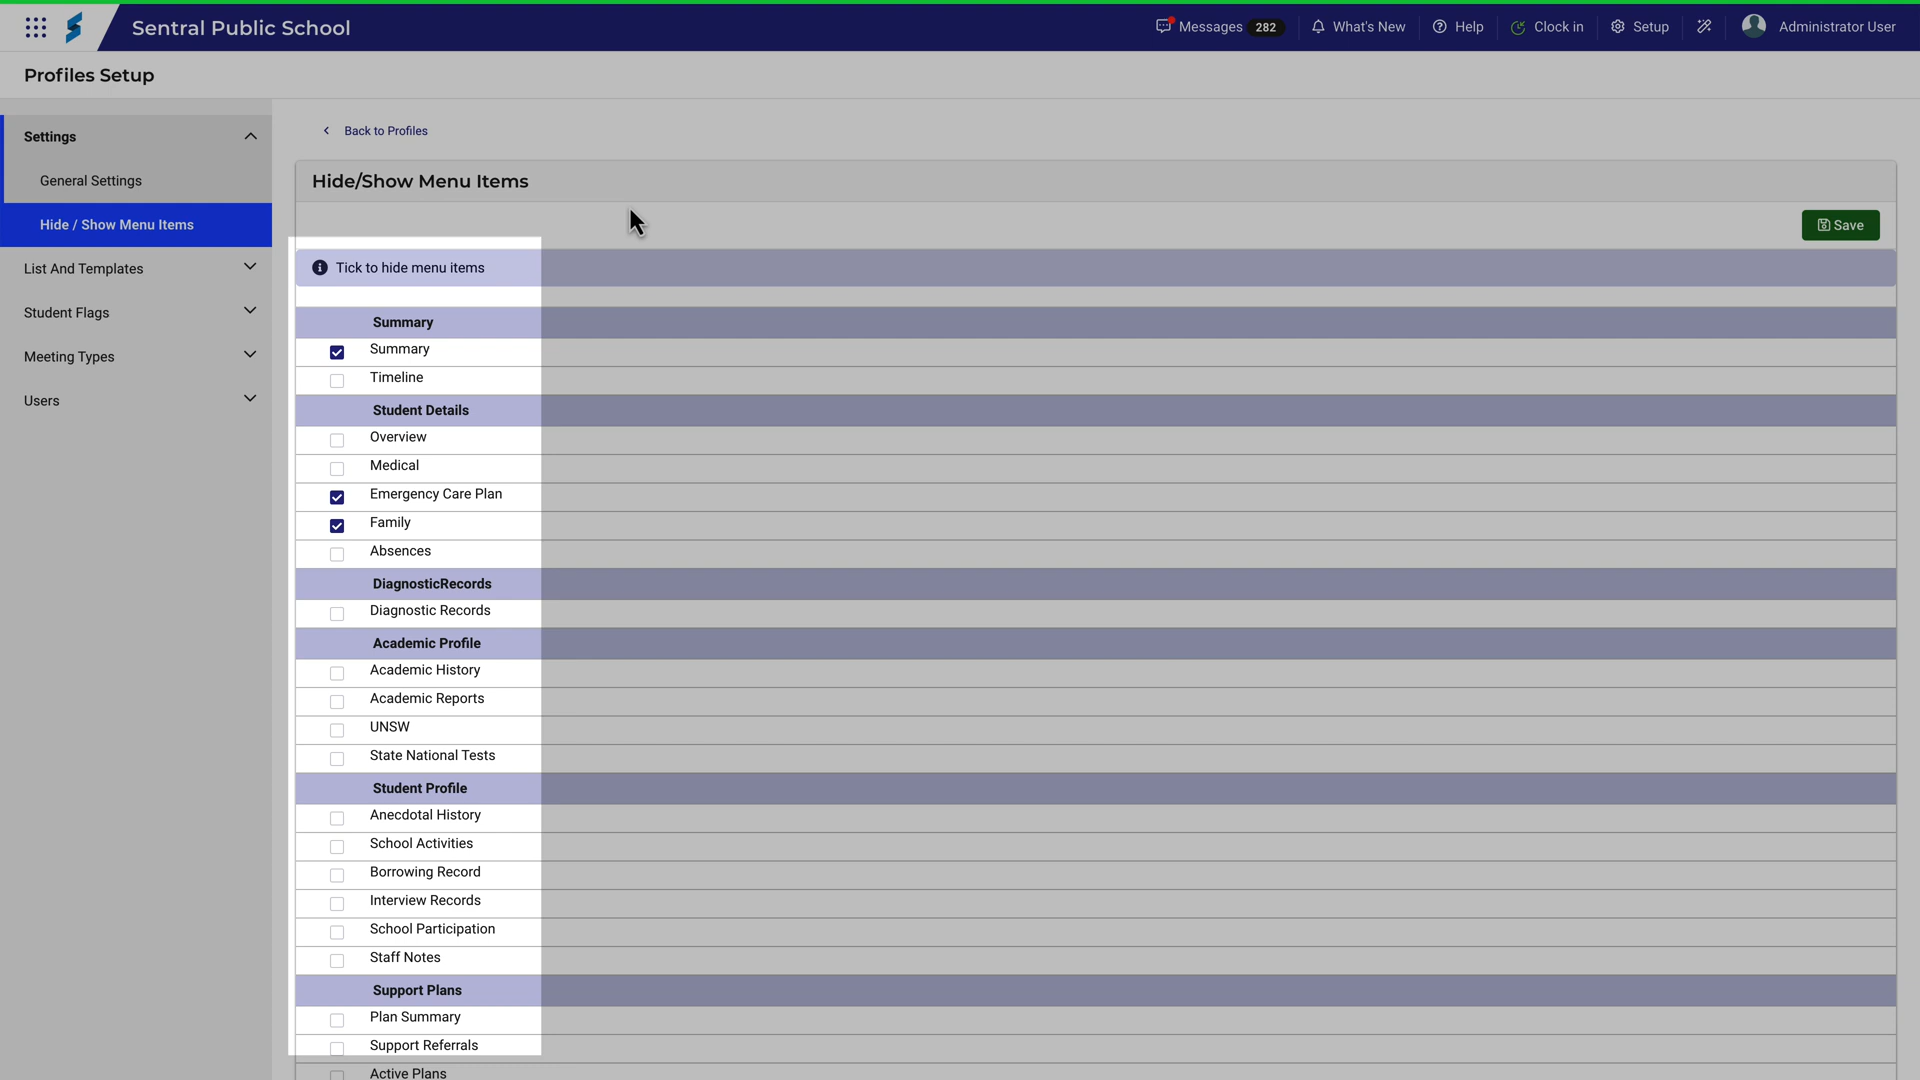 Sentral Public School
Messages 282
What's New
Help
Clock in
Setup
Administrator User
Profiles Setup
Settings
General Settings
Hide / Show Menu Items
List And Templates
Student Flags
Meeting Types
Users
Back to Profiles
Hide/Show Menu Items
Save
Tick to hide menu items
Summary
Summary
Timeline
Student Details
Overview
Medical
Emergency Care Plan
Family
Absences
DiagnosticRecords
Diagnostic Records
Academic Profile
Academic History
Academic Reports
UNSW
State National Tests
Student Profile
Anecdotal History
School Activities
Borrowing Record
Interview Records
School Participation
Staff Notes
Support Plans
Plan Summary
Support Referrals
Active Plans